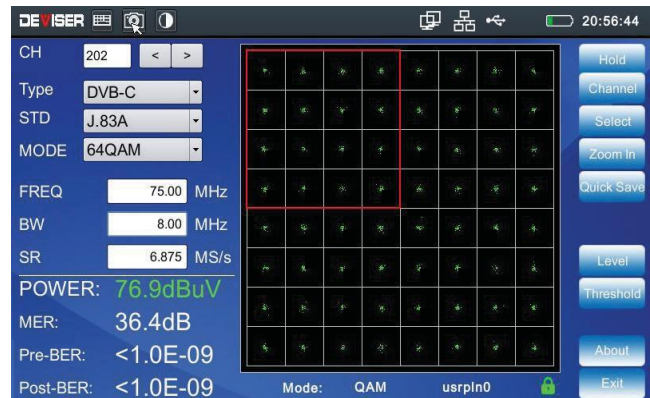 DEVISER 20:56:44
CH 202 < >
Type DVB-C
STD J.83A
MODE 64QAM
FREQ 75.00 MHz
BW 8.00 MHz
SR 6.875 MS/s
POWER: 76.9dBuV
MER: 36.4dB
Pre-BER: <1.0E-09
Post-BER: <1.0E-09
Mode: QAM usrpIn0
Hold
Channel
Select
Zoom In
Quick Save
Level
Threshold
About
Exit